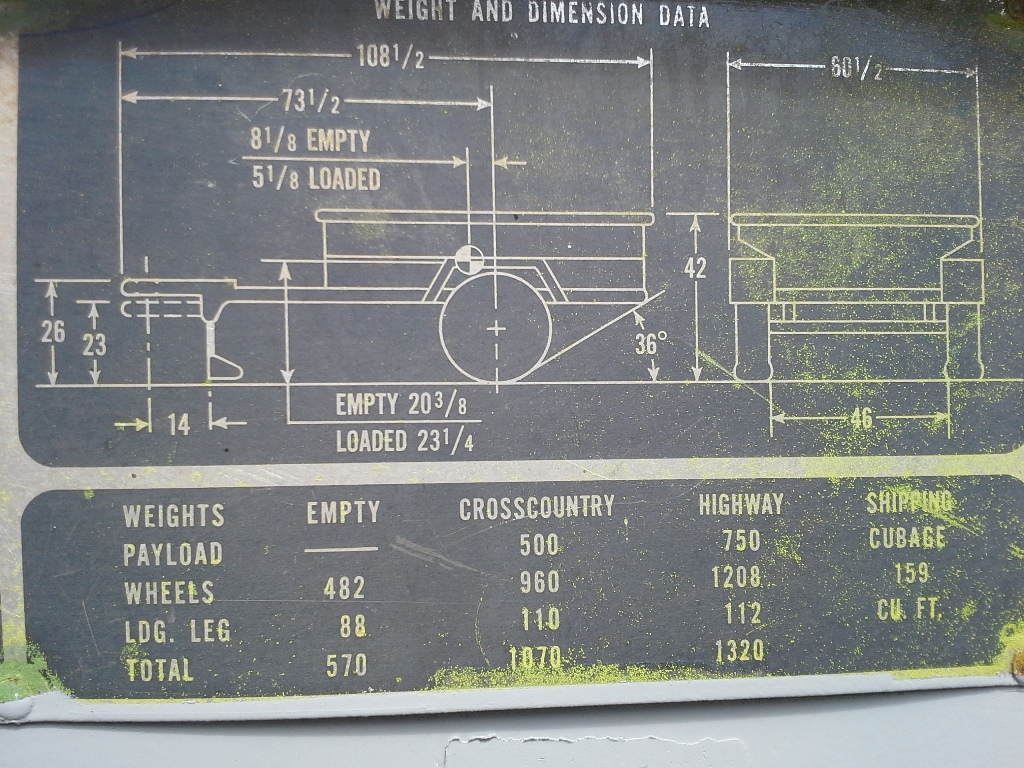 WEIGHT AND DIMENSION DATA
108 1/2
60 1/2
73 1/2
8 1/8 EMPTY
5 1/8 LOADED
42
26
23
36°
14
EMPTY 20 3/8
LOADED 23 1/4
46
WEIGHTS EMPTY CROSSCOUNTRY HIGHWAY SHIPPING
PAYLOAD —— 500 750 CUBAGE
WHEELS 482 960 1208 159
LDG. LEG 88 110 112 CU. FT.
TOTAL 570 1070 1320